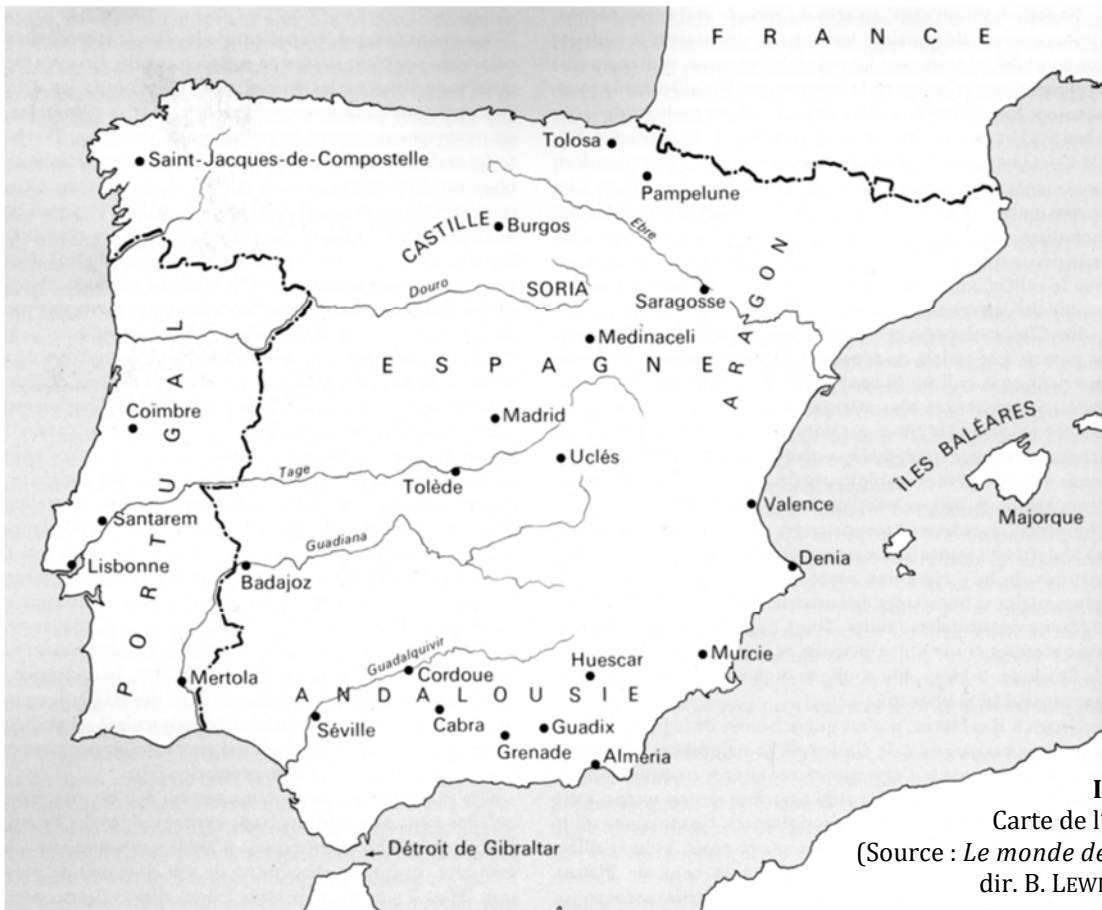 FRANCE
Tolosa
Saint-Jacques-de-Compostelle
Pampelune
CASTILLE
Burgos
Ebre
ARAGON
Douro
SORIA
Saragosse
PORTUGAL
Medinaceli
ESPAGNE
Coïmbre
Madrid
ÎLES BALÉARES
Uclés
Tage
Tolède
Valence
Majorque
Santarem
Guadiana
Lisbonne
Badajoz
Denia
Guadalquivir
Murcie
Huescar
Cordoue
Mertola
ANDALOUSIE
Séville
Cabra
Guadix
Grenade
Almeria
Détroit de Gibraltar
Carte de l'
(Source : Le monde de
dir. B. LEWI